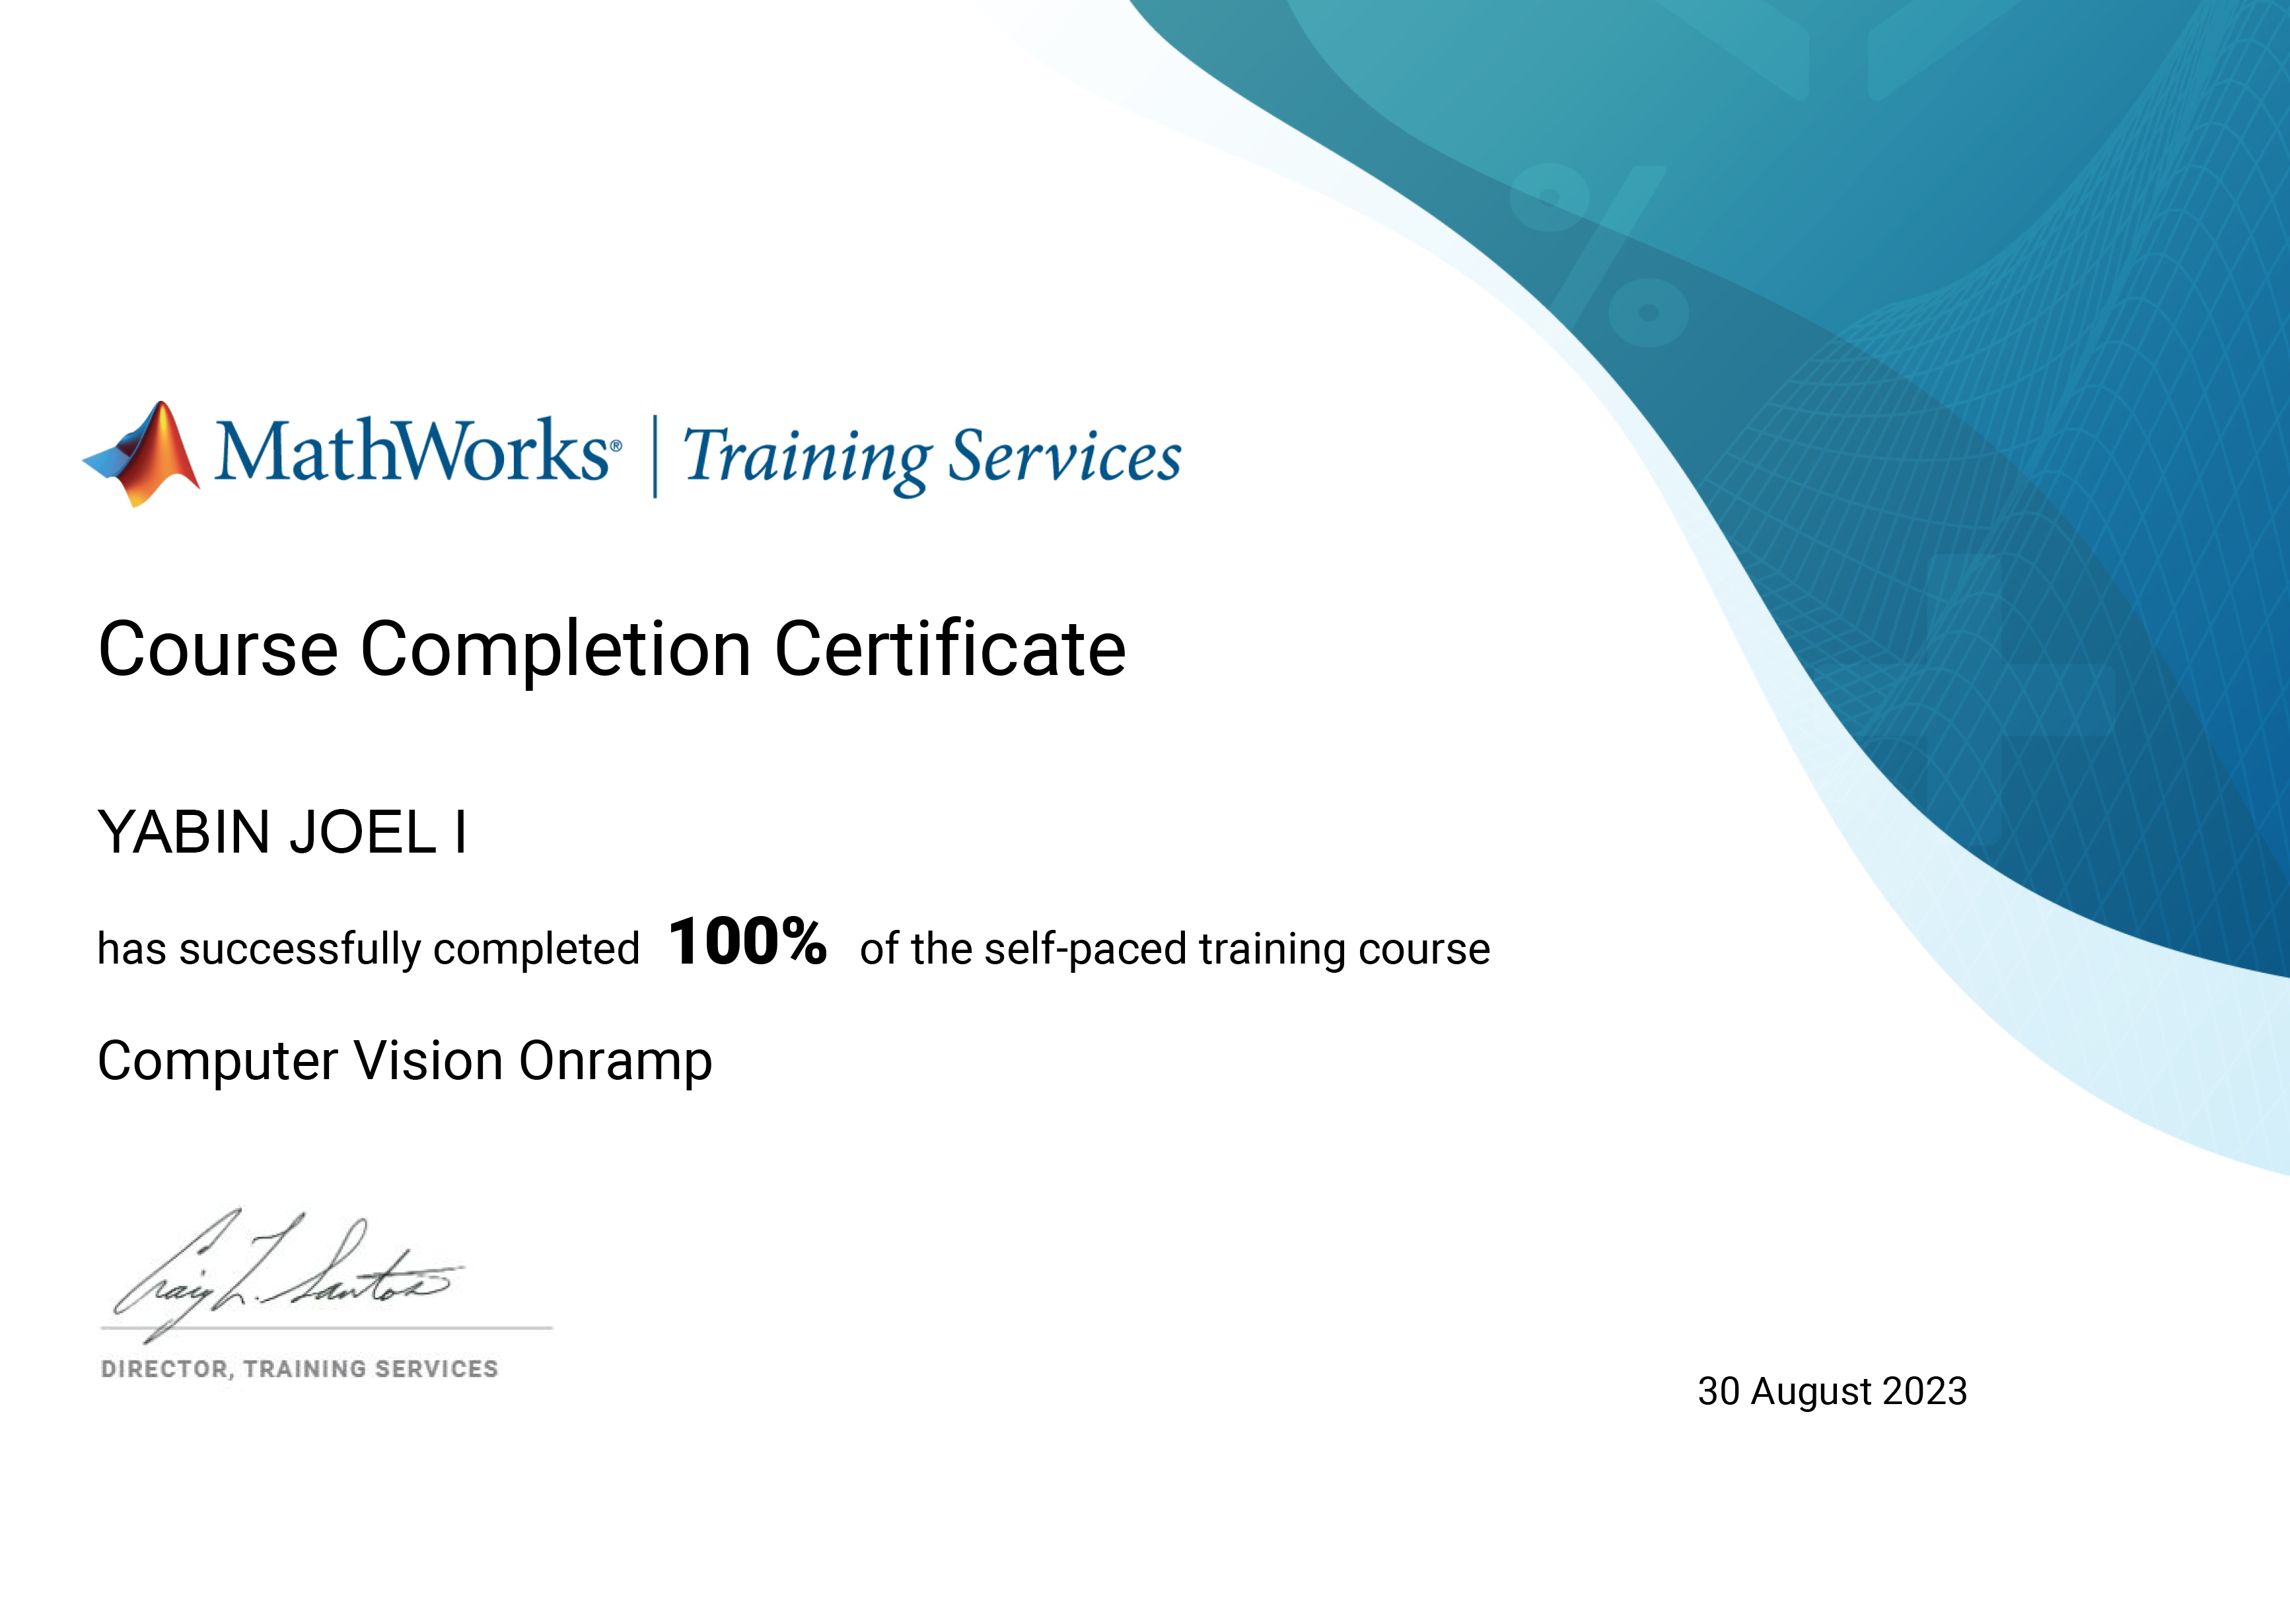 MathWorks® | Training Services
Course Completion Certificate
YABIN JOEL I
has successfully completed 100% of the self-paced training course
Computer Vision Onramp
Craig L. Santos
DIRECTOR, TRAINING SERVICES
30 August 2023